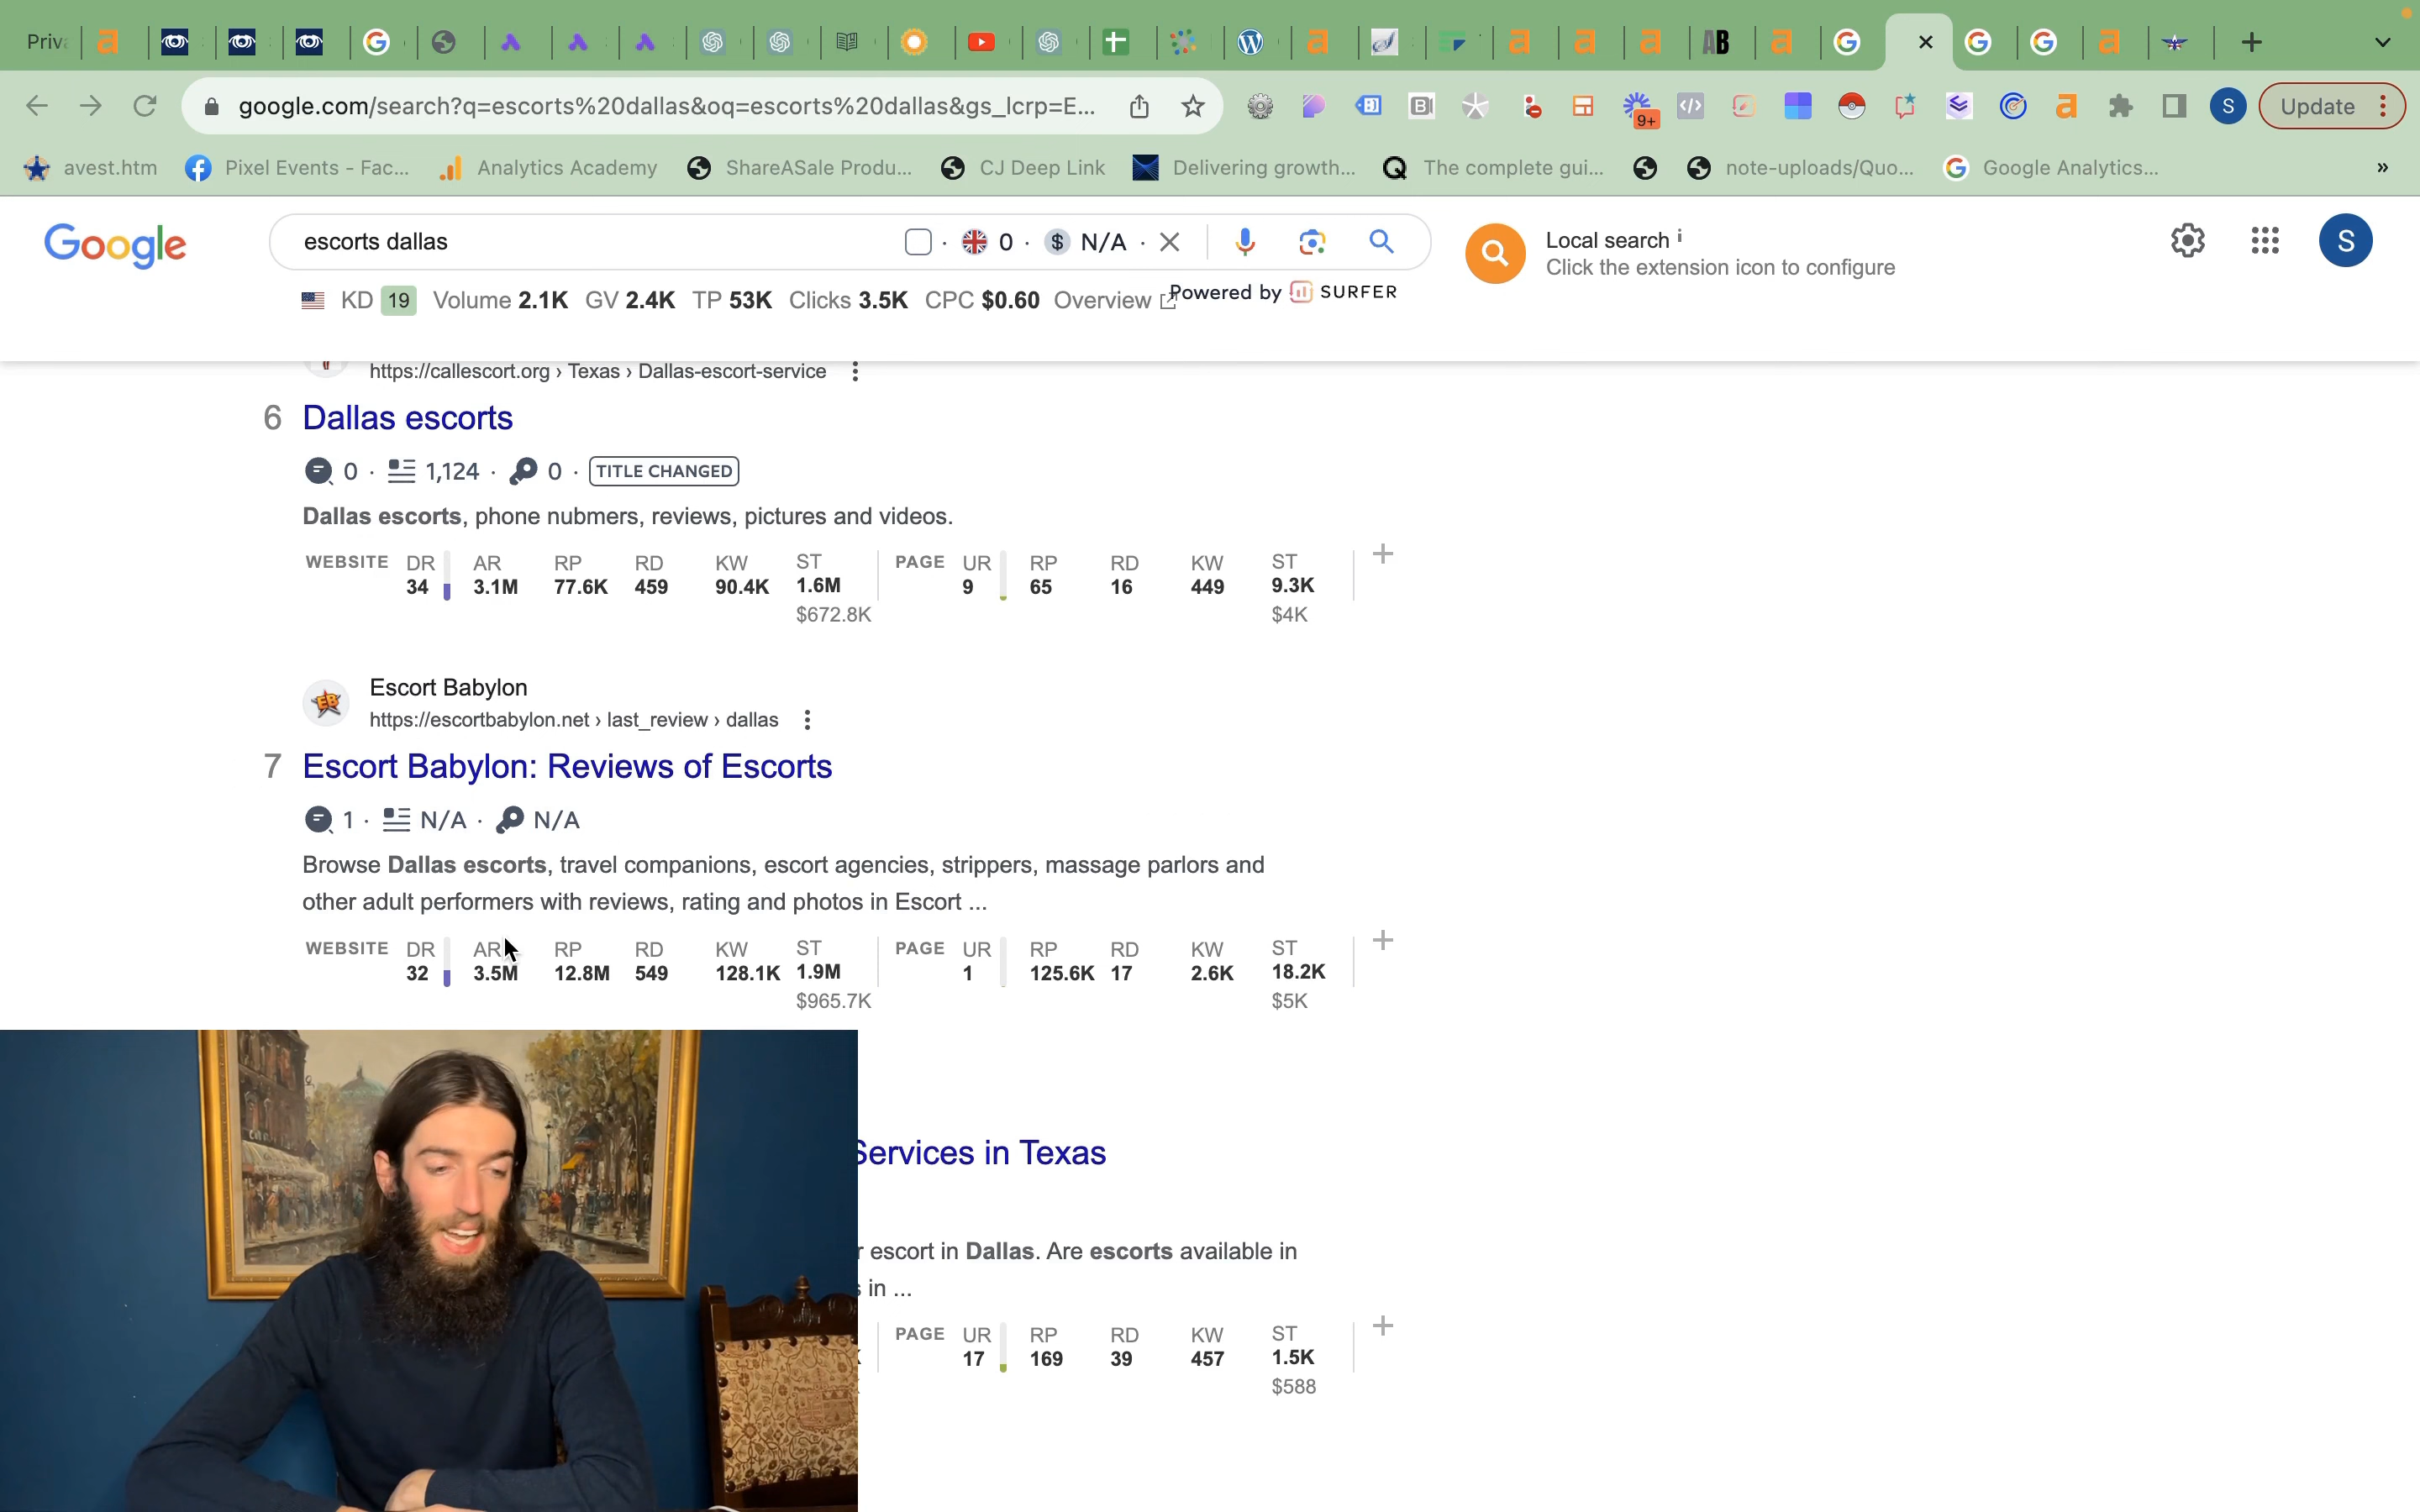 Priv
google.com/search?q=escorts%20dallas&oq=escorts%20dallas&gs_lcrp=E...
9+
S
Update
avest.htm
Pixel Events - Fac...
Analytics Academy
ShareASale Produ...
CJ Deep Link
Delivering growth...
The complete gui...
note-uploads/Quo...
Google Analytics...
»
Google
escorts dallas
· 0 · $ N/A ·
Local search i
Click the extension icon to configure
S
KD 19 Volume 2.1K GV 2.4K TP 53K Clicks 3.5K CPC $0.60 Overview
Powered by SURFER
https://callescort.org › Texas › Dallas-escort-service
6 Dallas escorts
0 · 1,124 · 0 · TITLE CHANGED
Dallas escorts, phone nubmers, reviews, pictures and videos.
WEBSITE DR AR RP RD KW ST PAGE UR RP RD KW ST
34 3.1M 77.6K 459 90.4K 1.6M 9 65 16 449 9.3K
$672.8K $4K
Escort Babylon
https://escortbabylon.net › last_review › dallas
7 Escort Babylon: Reviews of Escorts
1 · N/A · N/A
Browse Dallas escorts, travel companions, escort agencies, strippers, massage parlors and
other adult performers with reviews, rating and photos in Escort ...
WEBSITE DR AR RP RD KW ST PAGE UR RP RD KW ST
32 3.5M 12.8M 549 128.1K 1.9M 1 125.6K 17 2.6K 18.2K
$965.7K $5K
Services in Texas
r escort in Dallas. Are escorts available in
in ...
PAGE UR RP RD KW ST
17 169 39 457 1.5K
$588